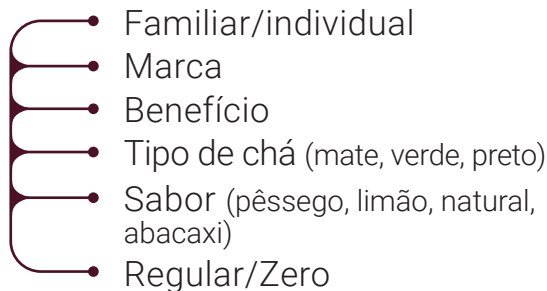 Familiar/individual
Marca
Benefício
Tipo de chá (mate, verde, preto)
Sabor (pêssego, limão, natural,
abacaxi)
Regular/Zero